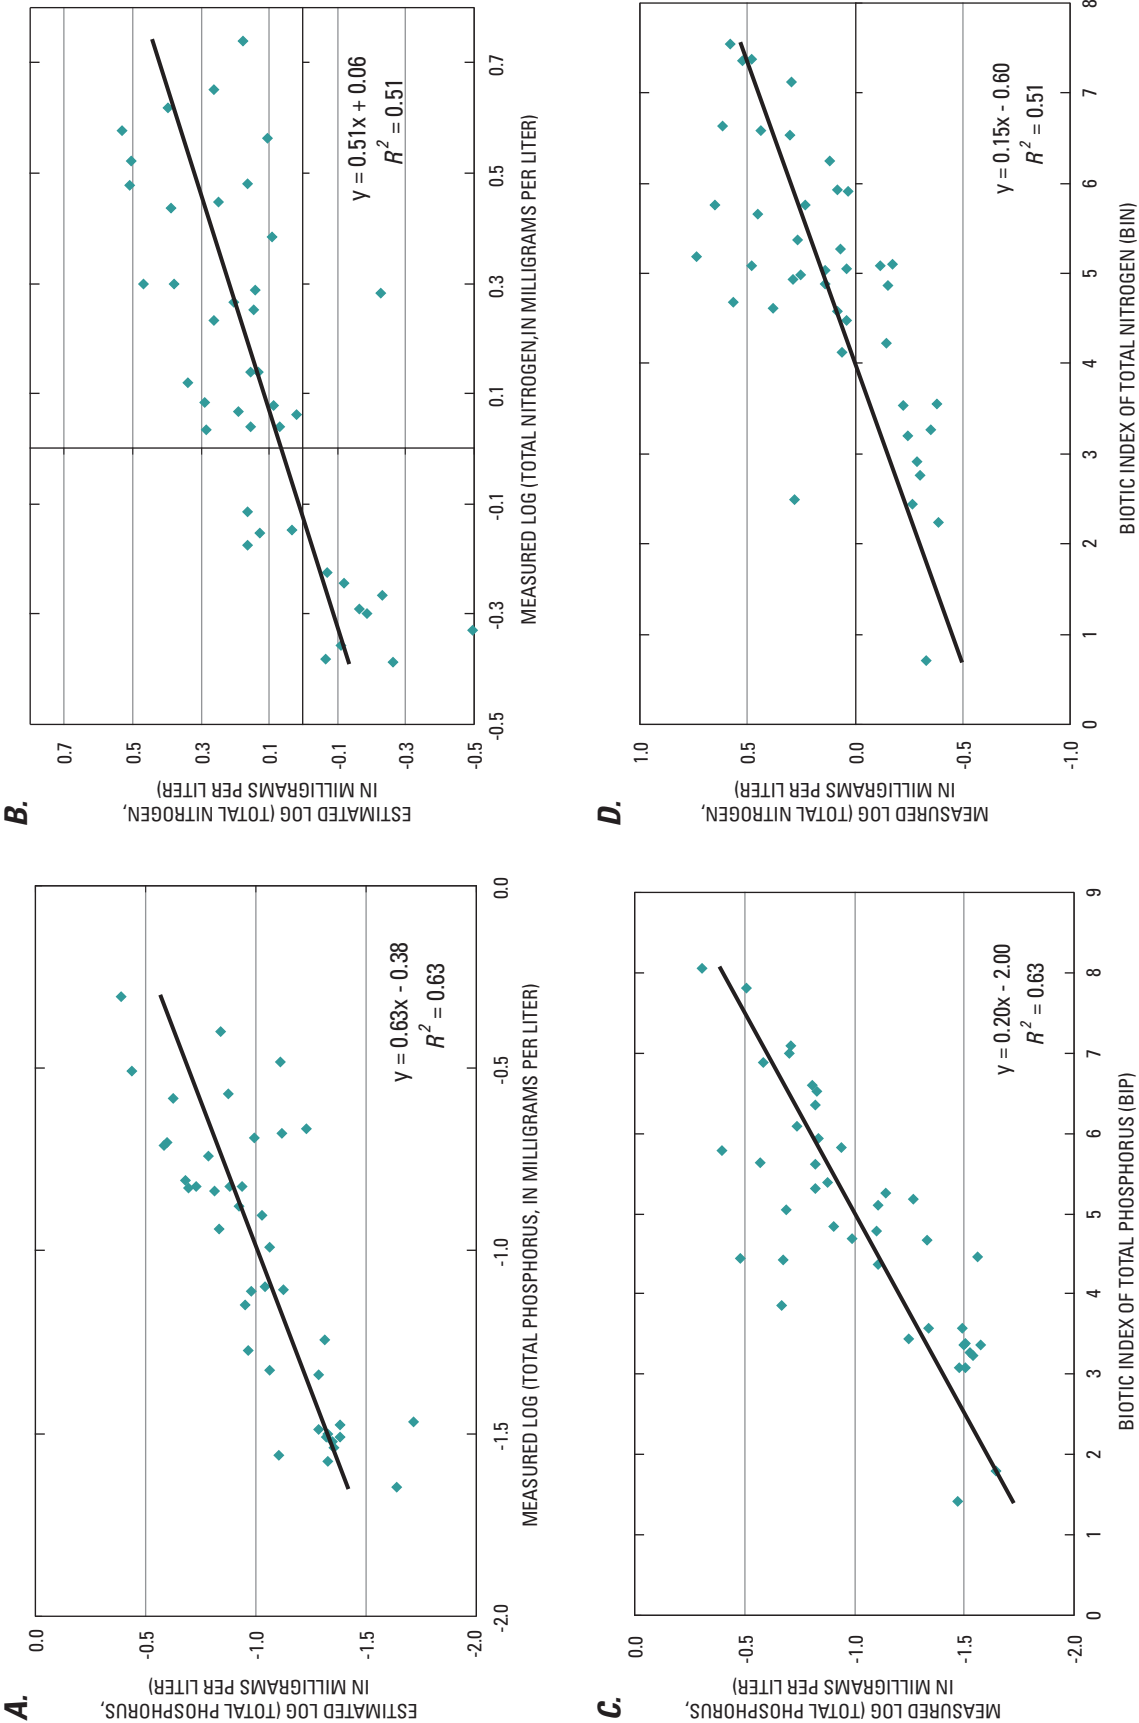 A.
ESTIMATED LOG (TOTAL PHOSPHORUS,
IN MILLIGRAMS PER LITER)
0.0
-0.5
-1.0
-1.5
-2.0
y = 0.63x - 0.38
R² = 0.63
-2.0 -1.5 -1.0 -0.5 0.0
MEASURED LOG (TOTAL PHOSPHORUS, IN MILLIGRAMS PER LITER)
B.
ESTIMATED LOG (TOTAL NITROGEN,
IN MILLIGRAMS PER LITER)
0.7
0.5
0.3
0.1
-0.1
-0.3
-0.5
y = 0.51x + 0.06
R² = 0.51
-0.5 -0.3 -0.1 0.1 0.3 0.5 0.7
MEASURED LOG (TOTAL NITROGEN,IN MILLIGRAMS PER LITER)
C.
MEASURED LOG (TOTAL PHOSPHORUS,
IN MILLIGRAMS PER LITER)
0.0
-0.5
-1.0
-1.5
-2.0
y = 0.20x - 2.00
R² = 0.63
0 1 2 3 4 5 6 7 8 9
BIOTIC INDEX OF TOTAL PHOSPHORUS (BIP)
D.
MEASURED LOG (TOTAL NITROGEN,
IN MILLIGRAMS PER LITER)
1.0
0.5
0.0
-0.5
-1.0
y = 0.15x - 0.60
R² = 0.51
0 1 2 3 4 5 6 7 8
BIOTIC INDEX OF TOTAL NITROGEN (BIN)